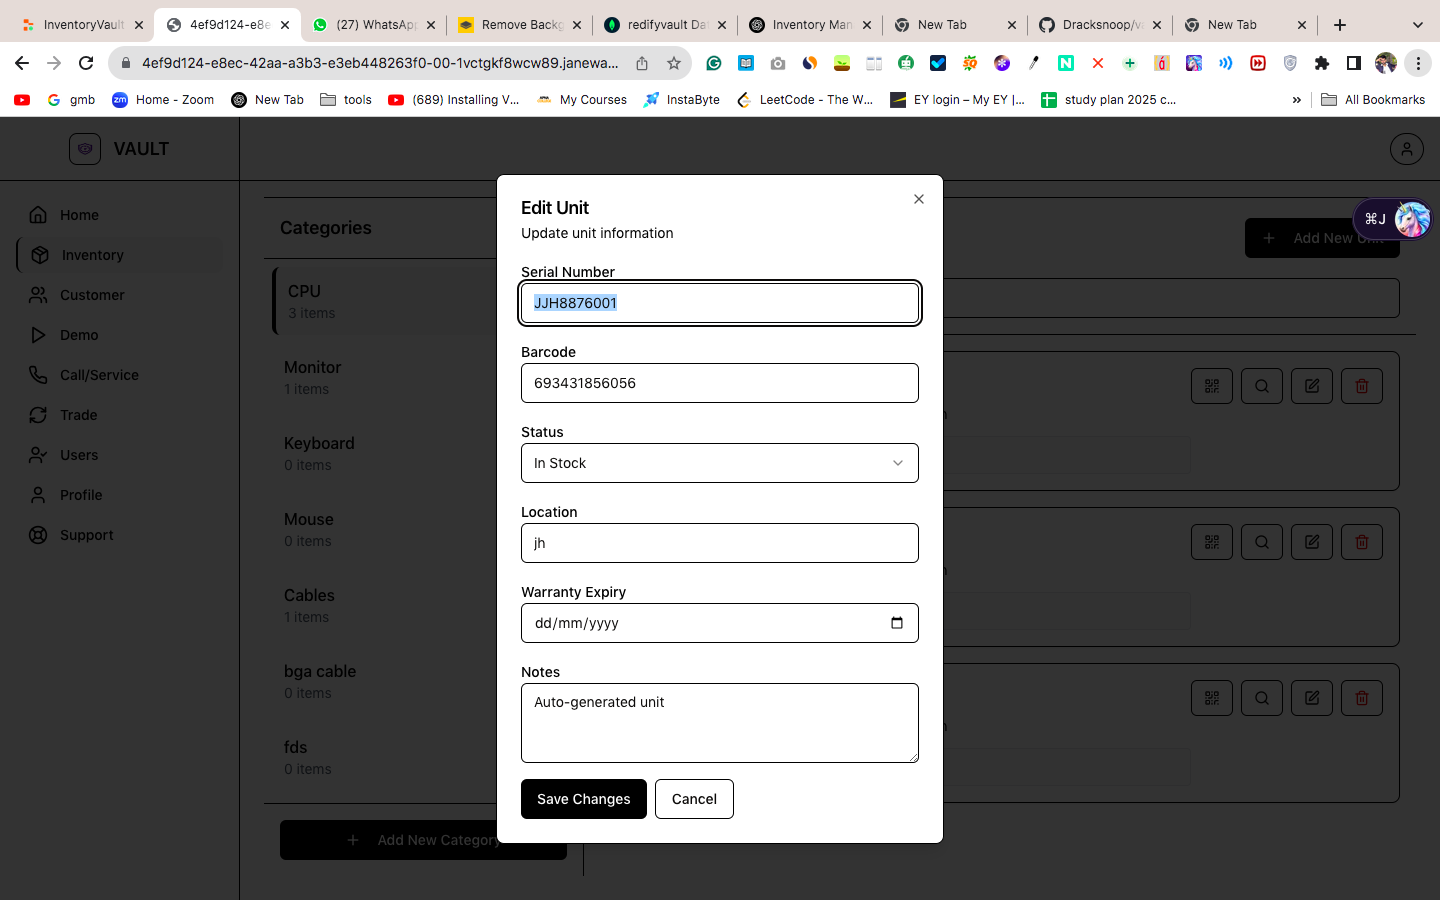 InventoryVault
4ef9d124-e8e
(27) WhatsApp
Remove Backg
redifyvault Dat
Inventory Man
New Tab
Dracksnoop/va
New Tab
4ef9d124-e8ec-42aa-a3b3-e3eb448263f0-00-1vctgkf8wcw89.janewa...
gmb
Home - Zoom
New Tab
tools
(689) Installing V...
My Courses
InstaByte
LeetCode - The W...
EY login – My EY |...
study plan 2025 c...
»
All Bookmarks
VAULT
Home
Inventory
Customer
Demo
Call/Service
Trade
Users
Profile
Support
Categories
CPU
3 items
Monitor
1 items
Keyboard
0 items
Mouse
0 items
Cables
1 items
bga cable
0 items
fds
0 items
+ Add New Category
Edit Unit
Update unit information
Serial Number
JJH8876001
Barcode
693431856056
Status
In Stock
Location
jh
Warranty Expiry
dd/mm/yyyy
Notes
Auto-generated unit
Save Changes
Cancel
+ Add New Unit
⌘J